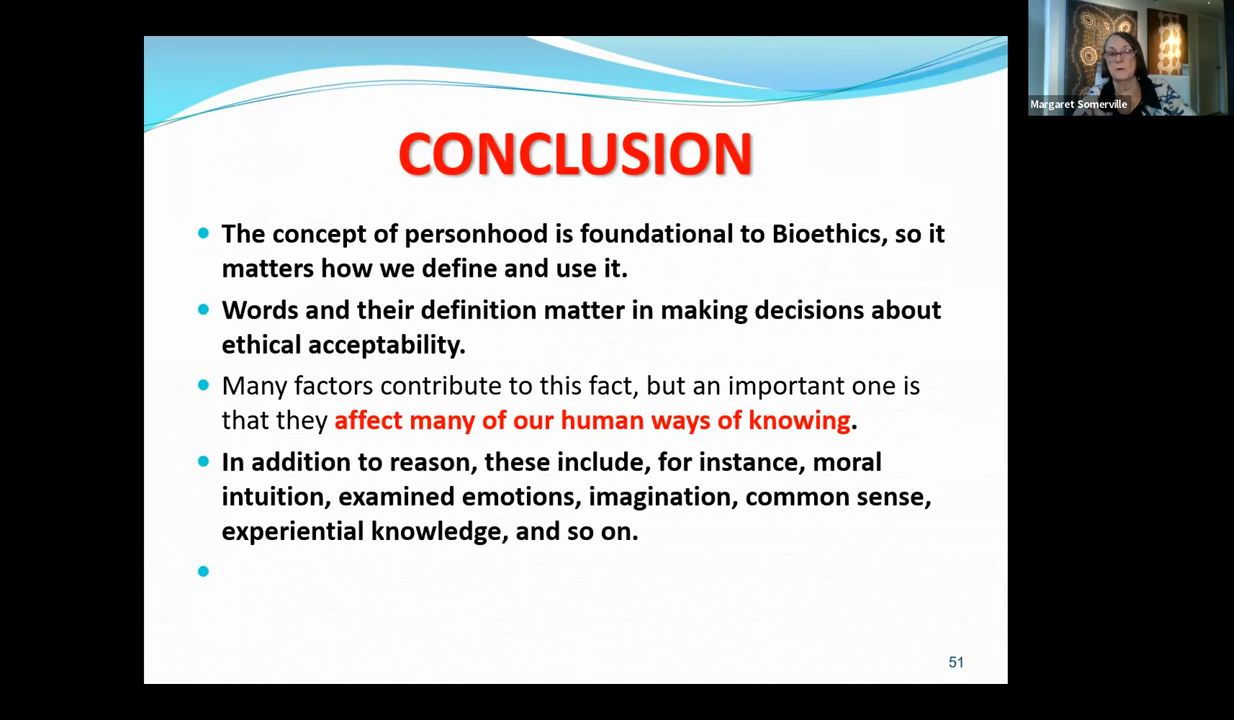 Margaret Somerville
CONCLUSION
• The concept of personhood is foundational to Bioethics, so it
matters how we define and use it.
• Words and their definition matter in making decisions about
ethical acceptability.
• Many factors contribute to this fact, but an important one is
that they affect many of our human ways of knowing.
• In addition to reason, these include, for instance, moral
intuition, examined emotions, imagination, common sense,
experiential knowledge, and so on.
•
51